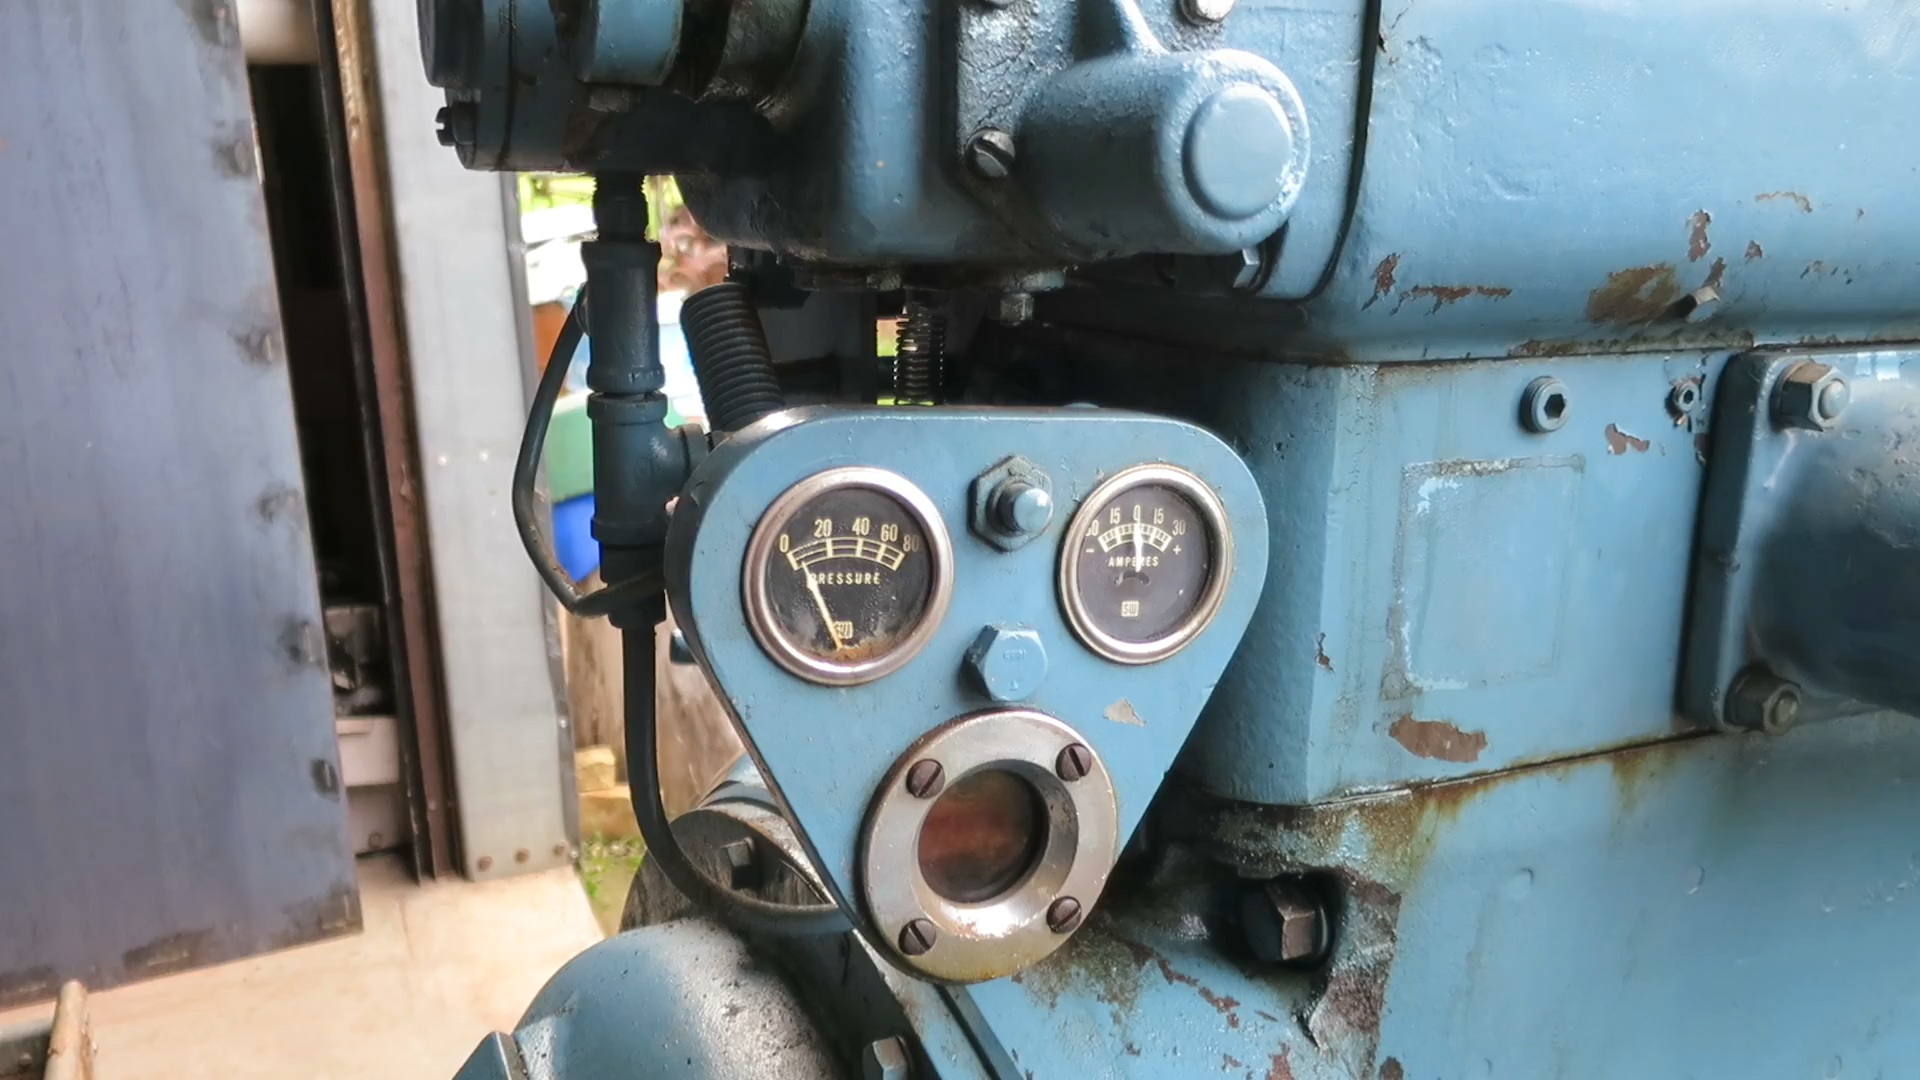 0 20 40 60 80
PRESSURE
SW
30 15 0 15 30
- +
AMPERES
SW